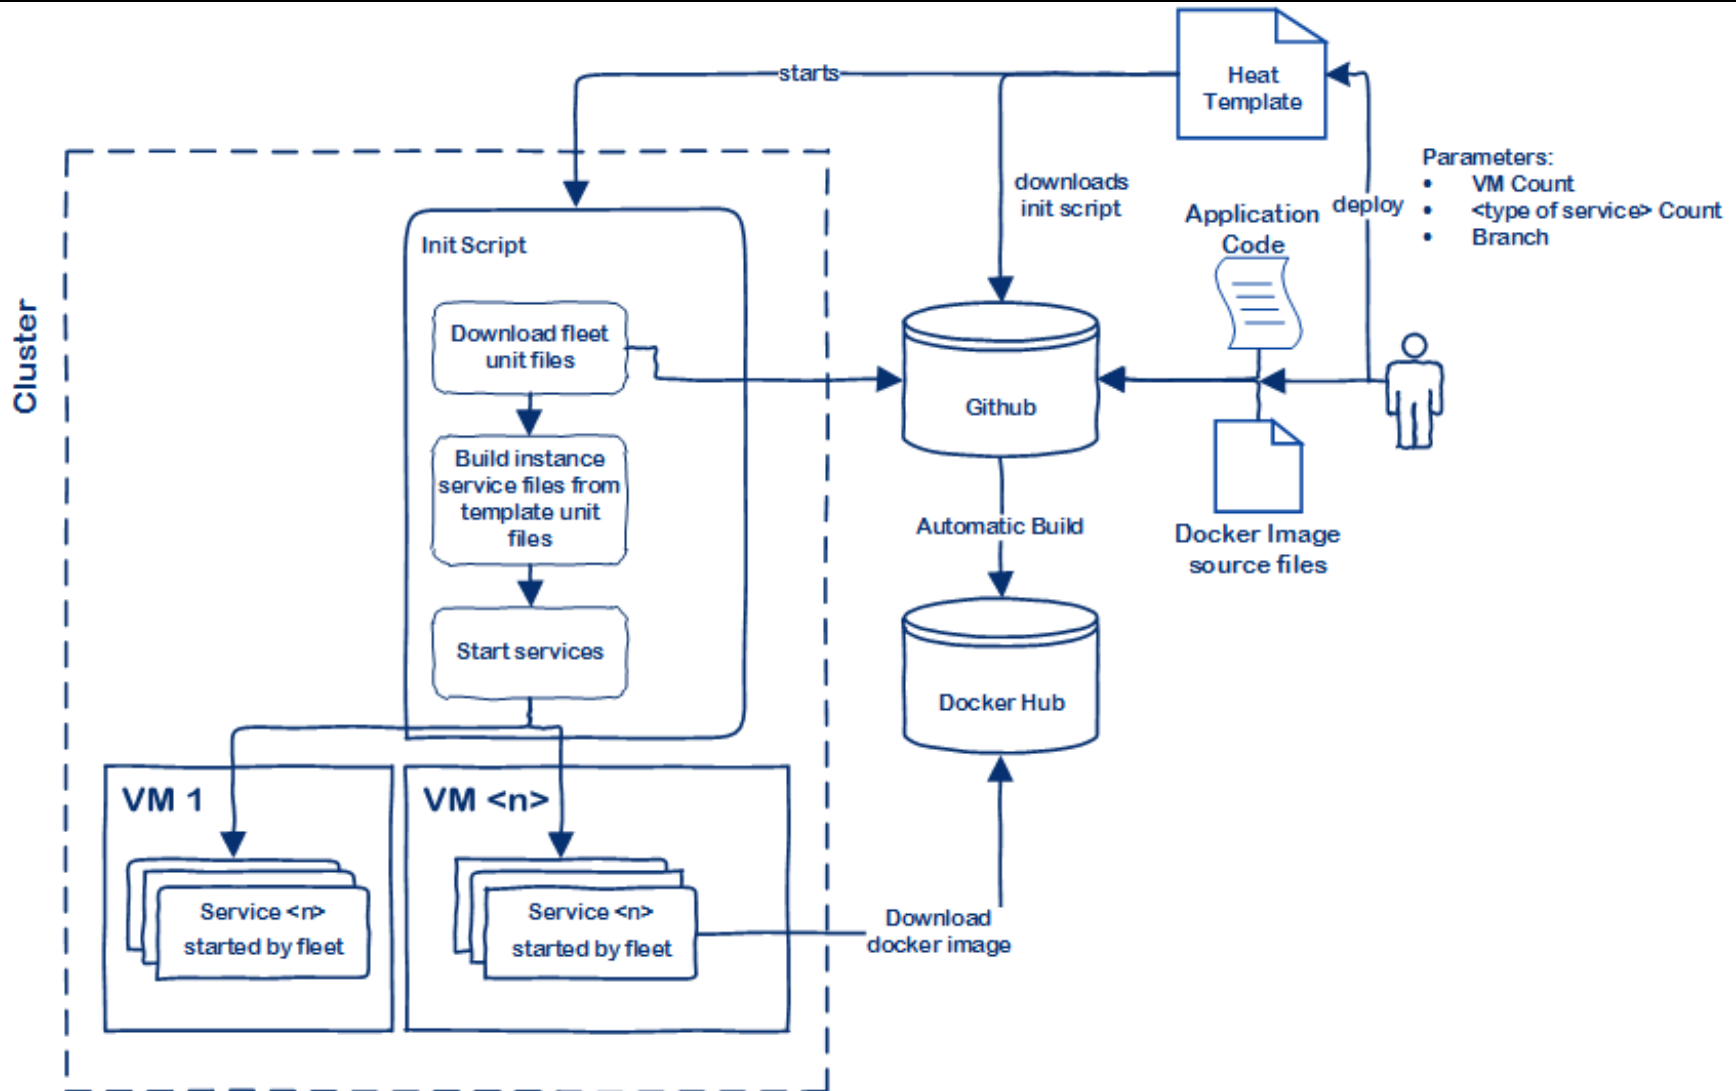 starts
Heat
Template
Parameters:
• VM Count
• <type of service> Count
• Branch
deploy
downloads
init script
Application
Code
Cluster
Init Script
Download fleet
unit files
Build instance
service files from
template unit
files
Start services
Github
Automatic Build
Docker Image
source files
Docker Hub
VM 1
VM <n>
Service <n>
started by fleet
Service <n>
started by fleet
Download
docker image